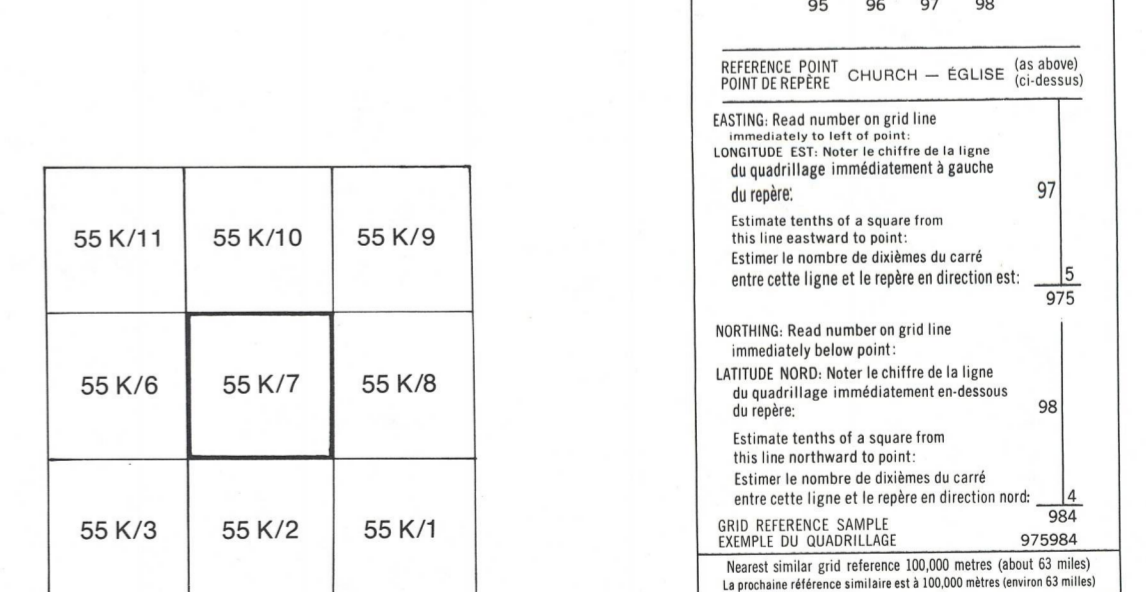 55 K/11 55 K/10 55 K/9
55 K/6 55 K/7 55 K/8
55 K/3 55 K/2 55 K/1
95 96 97 98
REFERENCE POINT
POINT DE REPÈRE
CHURCH — ÉGLISE
(as above)
(ci-dessus)
EASTING: Read number on grid line
immediately to left of point:
LONGITUDE EST: Noter le chiffre de la ligne
du quadrillage immédiatement à gauche
du repère: 97
Estimate tenths of a square from
this line eastward to point:
Estimer le nombre de dixièmes du carré
entre cette ligne et le repère en direction est: 5
975
NORTHING: Read number on grid line
immediately below point:
LATITUDE NORD: Noter le chiffre de la ligne
du quadrillage immédiatement en-dessous
du repère: 98
Estimate tenths of a square from
this line northward to point:
Estimer le nombre de dixièmes du carré
entre cette ligne et le repère en direction nord: 4
984
GRID REFERENCE SAMPLE
EXEMPLE DU QUADRILLAGE 975984
Nearest similar grid reference 100,000 metres (about 63 miles)
La prochaine référence similaire est à 100,000 mètres (environ 63 milles)